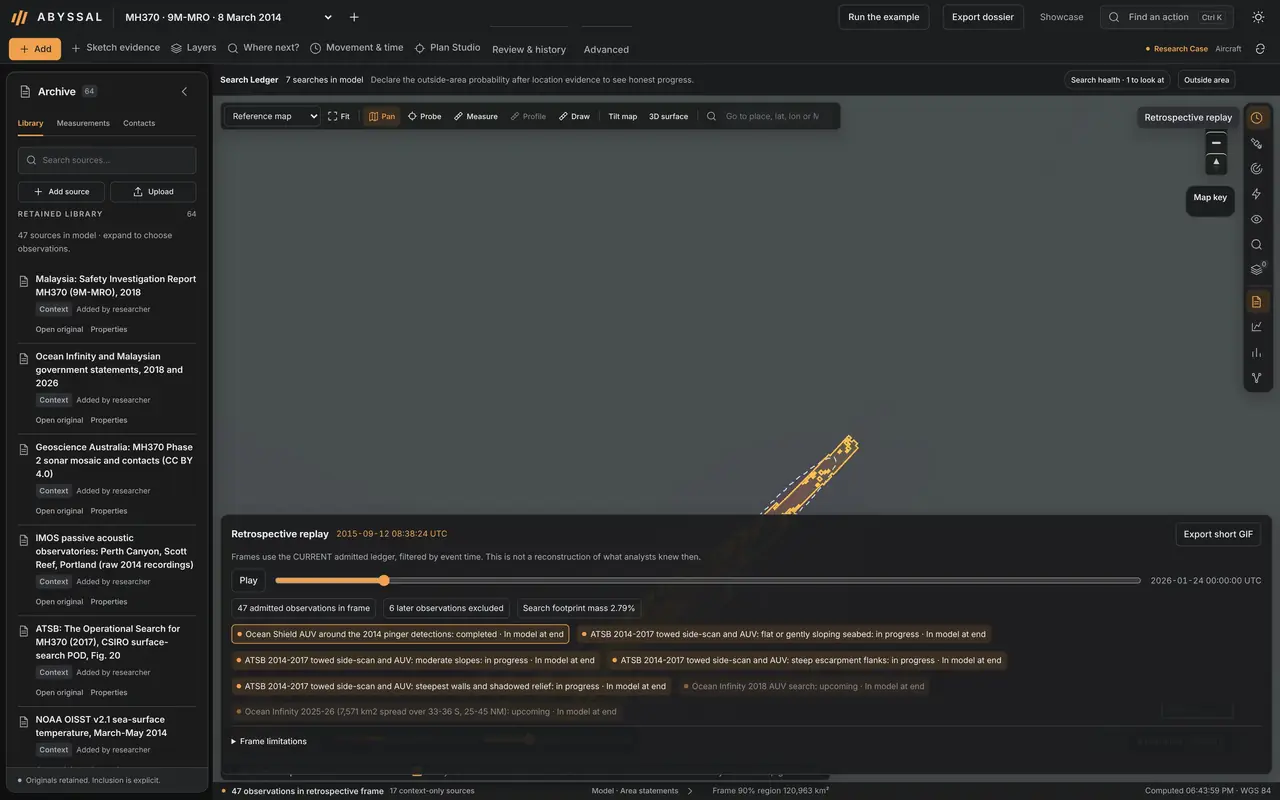 ABYSSAL
MH370 · 9M-MRO · 8 March 2014
Run the example
Export dossier
Showcase
Find an action
Ctrl K
Add
Sketch evidence
Layers
Where next?
Movement & time
Plan Studio
Review & history
Advanced
Research Case
Aircraft
Archive
64
Library
Measurements
Contacts
Search sources…
Add source
Upload
RETAINED LIBRARY
64
47 sources in model · expand to choose
observations.
Malaysia: Safety Investigation Report
MH370 (9M-MRO), 2018
Context Added by researcher
Open original Properties
Ocean Infinity and Malaysian
government statements, 2018 and
2026
Context Added by researcher
Open original Properties
Geoscience Australia: MH370 Phase
2 sonar mosaic and contacts (CC BY
4.0)
Context Added by researcher
Open original Properties
IMOS passive acoustic
observatories: Perth Canyon, Scott
Reef, Portland (raw 2014 recordings)
Context Added by researcher
Open original Properties
ATSB: The Operational Search for
MH370 (2017), CSIRO surface-
search POD, Fig. 20
Context Added by researcher
Open original Properties
NOAA OISST v2.1 sea-surface
temperature, March-May 2014
Context Added by researcher
Originals retained. Inclusion is explicit.
Search Ledger 7 searches in model Declare the outside-area probability after location evidence to see honest progress.
Search health · 1 to look at
Outside area
Reference map
Fit
Pan
Probe
Measure
Profile
Draw
Tilt map
3D surface
Go to place, lat, lon or M
Retrospective replay
Map key
0
Retrospective replay 2015-09-12 08:38:24 UTC
Export short GIF
Frames use the CURRENT admitted ledger, filtered by event time. This is not a reconstruction of what analysts knew then.
Play
2026-01-24 00:00:00 UTC
47 admitted observations in frame
6 later observations excluded
Search footprint mass 2.79%
Ocean Shield AUV around the 2014 pinger detections: completed · In model at end
ATSB 2014-2017 towed side-scan and AUV: flat or gently sloping seabed: in progress · In model at end
ATSB 2014-2017 towed side-scan and AUV: moderate slopes: in progress · In model at end
ATSB 2014-2017 towed side-scan and AUV: steep escarpment flanks: in progress · In model at end
ATSB 2014-2017 towed side-scan and AUV: steepest walls and shadowed relief: in progress · In model at end
Ocean Infinity 2018 AUV search: upcoming · In model at end
Ocean Infinity 2025-26 (7,571 km2 spread over 33-36 S, 25-45 NM): upcoming · In model at end
Frame limitations
47 observations in retrospective frame
17 context-only sources
Model · Area statements
Frame 90% region 120,963 km²
Computed 06:43:59 PM · WGS 84